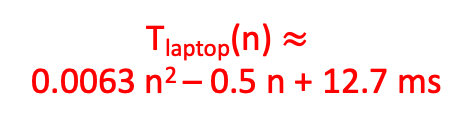 Tlaptop(n) ≈
0.0063 n² – 0.5 n + 12.7 ms